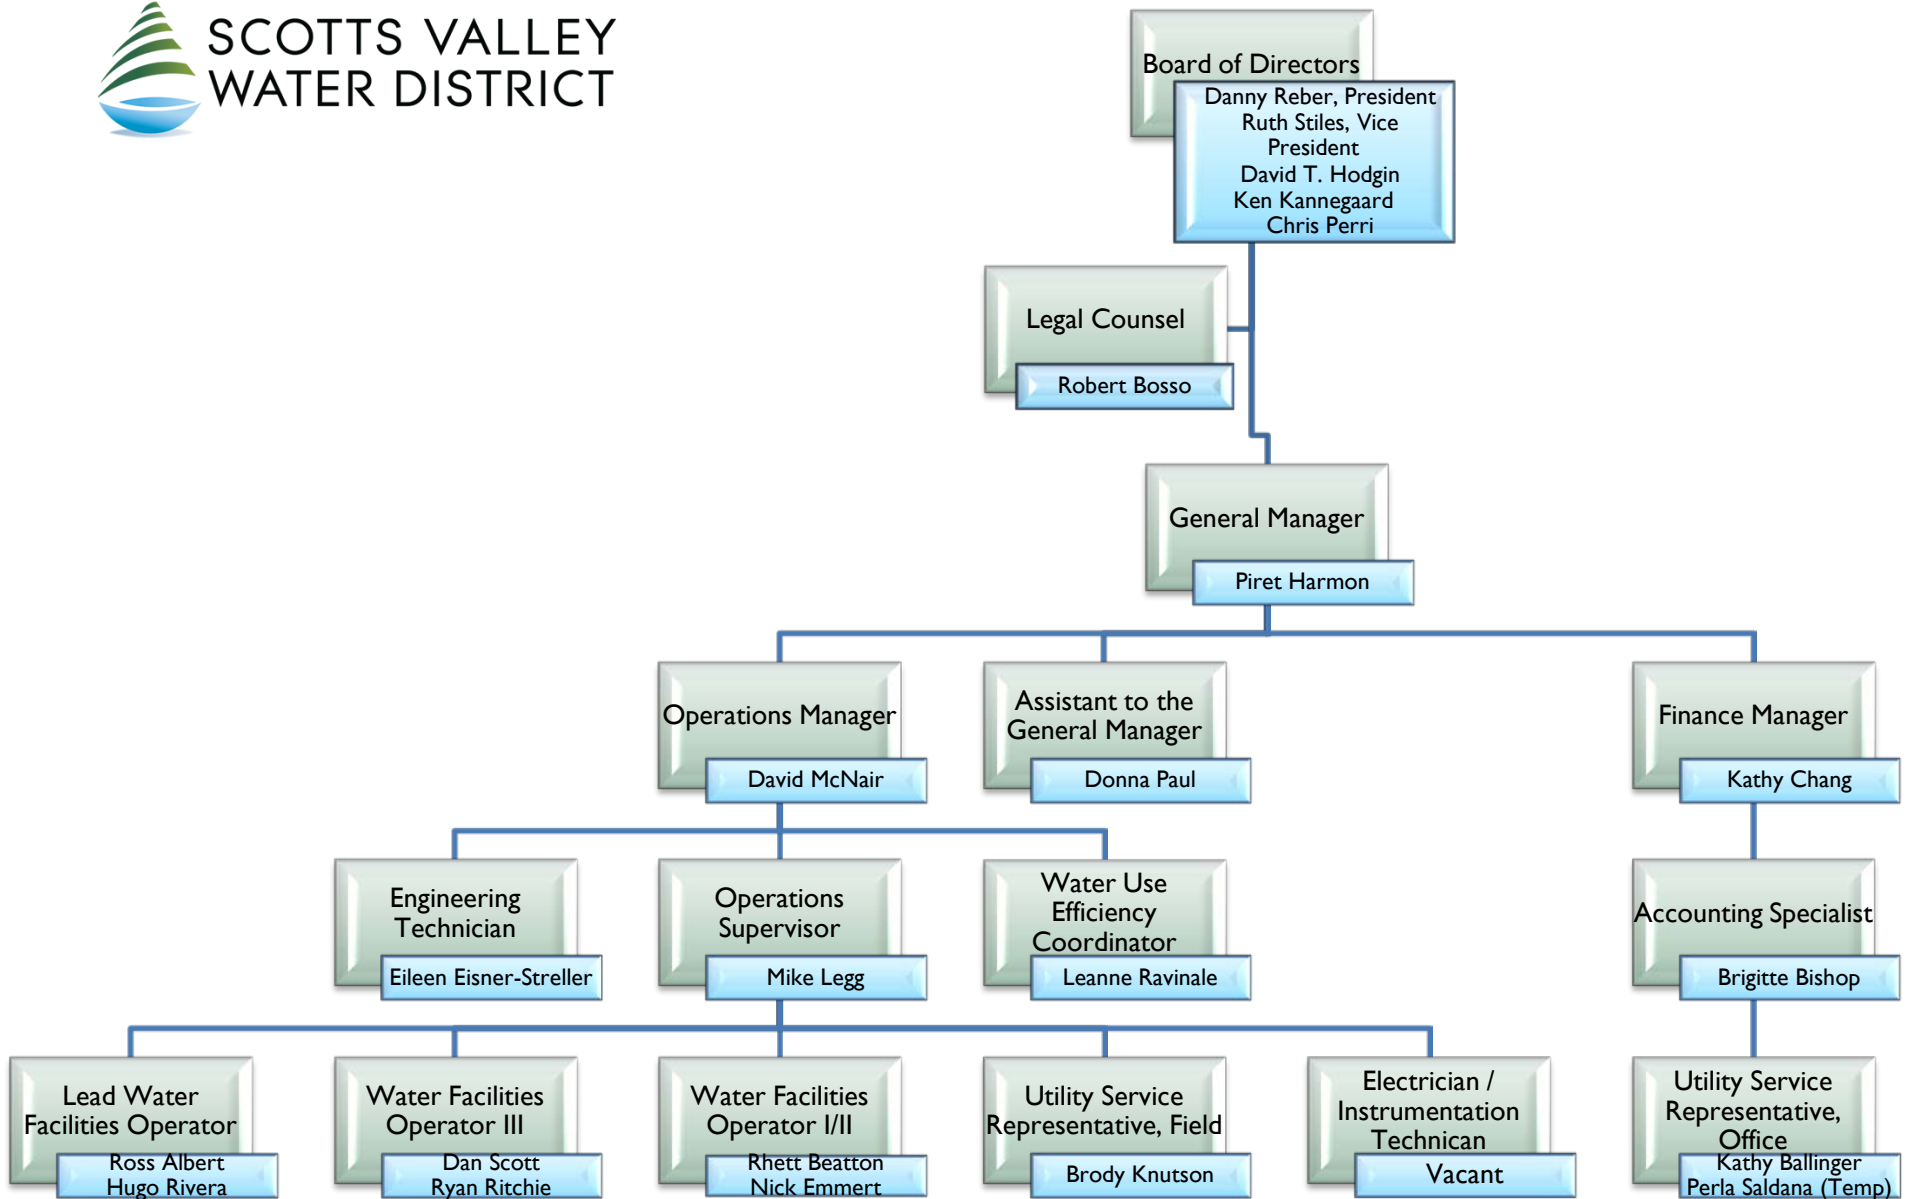 SCOTTS VALLEY
WATER DISTRICT
Board of Directors
Danny Reber, President
Ruth Stiles, Vice
President
David T. Hodgin
Ken Kannegaard
Chris Perri
Legal Counsel
Robert Bosso
General Manager
Piret Harmon
Operations Manager
David McNair
Assistant to the
General Manager
Donna Paul
Finance Manager
Kathy Chang
Engineering
Technician
Eileen Eisner-Streller
Operations
Supervisor
Mike Legg
Water Use
Efficiency
Coordinator
Leanne Ravinale
Accounting Specialist
Brigitte Bishop
Lead Water
Facilities Operator
Ross Albert
Hugo Rivera
Water Facilities
Operator III
Dan Scott
Ryan Ritchie
Water Facilities
Operator I/II
Rhett Beatton
Nick Emmert
Utility Service
Representative, Field
Brody Knutson
Electrician /
Instrumentation
Technican
Vacant
Utility Service
Representative,
Office
Kathy Ballinger
Perla Saldana (Temp)